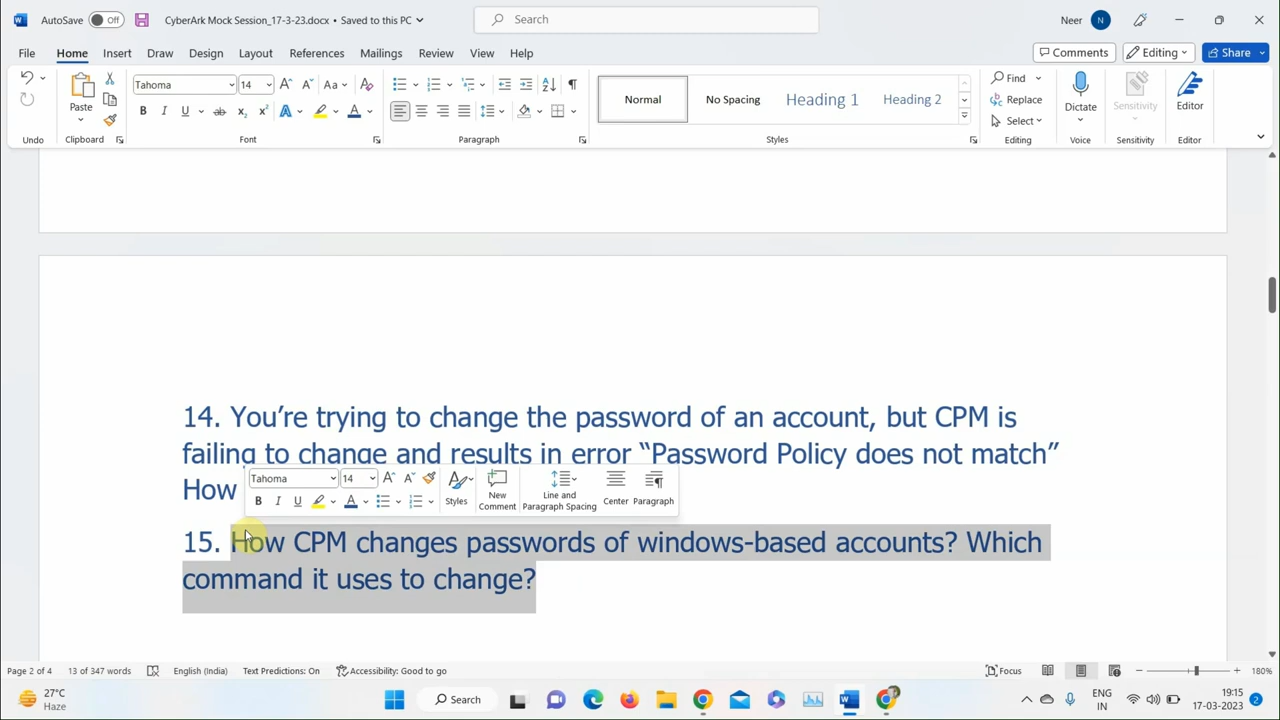 AutoSave Off CyberArk Mock Session_17-3-23.docx • Saved to this PC Search Neer N
File Home Insert Draw Design Layout References Mailings Review View Help Comments Editing Share
Paste Tahoma 14 Aa Normal No Spacing Heading 1 Heading 2 Find Replace Select Dictate Sensitivity Editor
Undo Clipboard Font Paragraph Styles Editing Voice Sensitivity Editor
14. You're trying to change the password of an account, but CPM is
failing to change and results in error “Password Policy does not match”
How
Tahoma 14 Styles New Comment Line and Paragraph Spacing Center Paragraph
15. How CPM changes passwords of windows-based accounts? Which
command it uses to change?
Page 2 of 4 13 of 347 words English (India) Text Predictions: On Accessibility: Good to go Focus 180%
27°C
Haze
Search
ENG
IN
19:15
17-03-2023
2